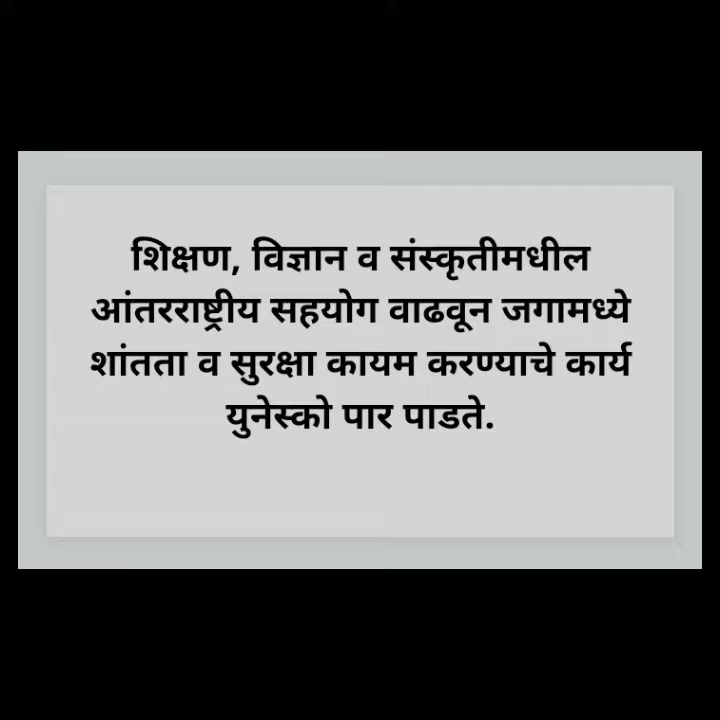 शिक्षण, विज्ञान व संस्कृतीमधील
आंतरराष्ट्रीय सहयोग वाढवून जगामध्ये
शांतता व सुरक्षा कायम करण्याचे कार्य
युनेस्को पार पाडते.